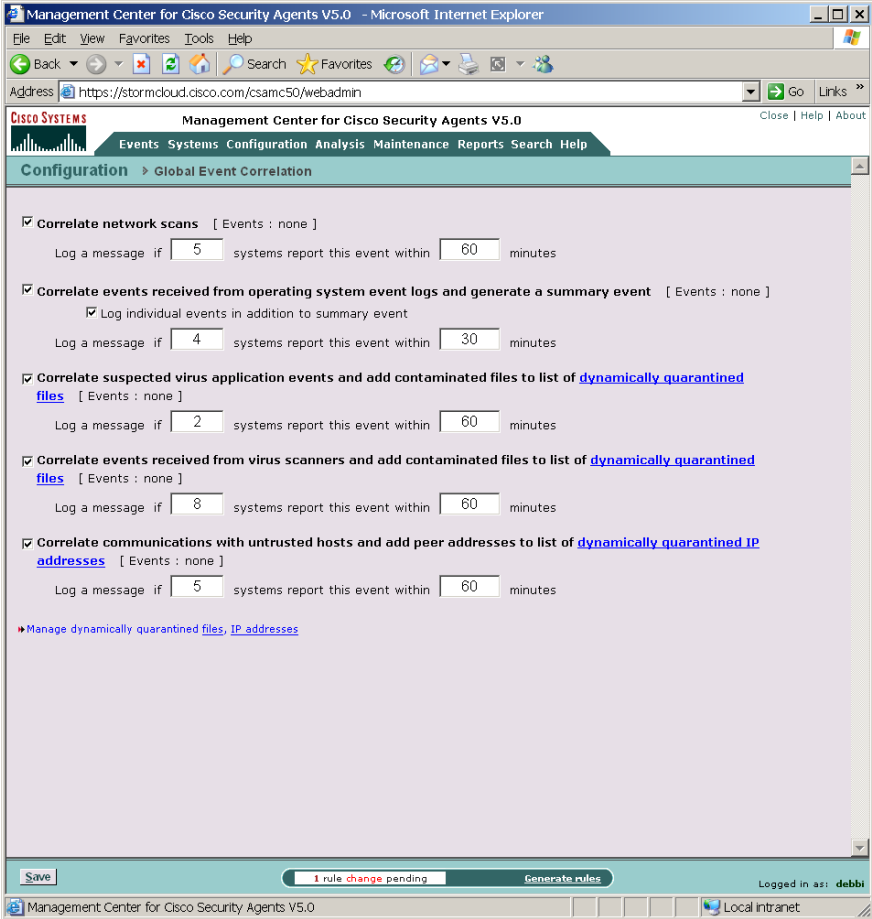 Management Center for Cisco Security Agents V5.0 - Microsoft Internet Explorer
File Edit View Favorites Tools Help
Back Search Favorites
Address https://stormcloud.cisco.com/csamc50/webadmin Go Links »
CISCO SYSTEMS Management Center for Cisco Security Agents V5.0 Close | Help | About
Events Systems Configuration Analysis Maintenance Reports Search Help
Configuration > Global Event Correlation
Correlate network scans [ Events : none ]
Log a message if 5 systems report this event within 60 minutes
Correlate events received from operating system event logs and generate a summary event [ Events : none ]
Log individual events in addition to summary event
Log a message if 4 systems report this event within 30 minutes
Correlate suspected virus application events and add contaminated files to list of dynamically quarantined
files [ Events : none ]
Log a message if 2 systems report this event within 60 minutes
Correlate events received from virus scanners and add contaminated files to list of dynamically quarantined
files [ Events : none ]
Log a message if 8 systems report this event within 60 minutes
Correlate communications with untrusted hosts and add peer addresses to list of dynamically quarantined IP
addresses [ Events : none ]
Log a message if 5 systems report this event within 60 minutes
Manage dynamically quarantined files, IP addresses
Save 1 rule change pending Generate rules Logged in as: debbi
Management Center for Cisco Security Agents V5.0 Local intranet